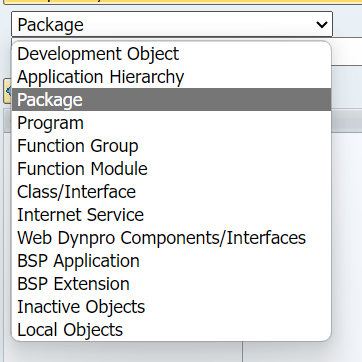 Package
Development Object
Application Hierarchy
Package
Program
Function Group
Function Module
Class/Interface
Internet Service
Web Dynpro Components/Interfaces
BSP Application
BSP Extension
Inactive Objects
Local Objects